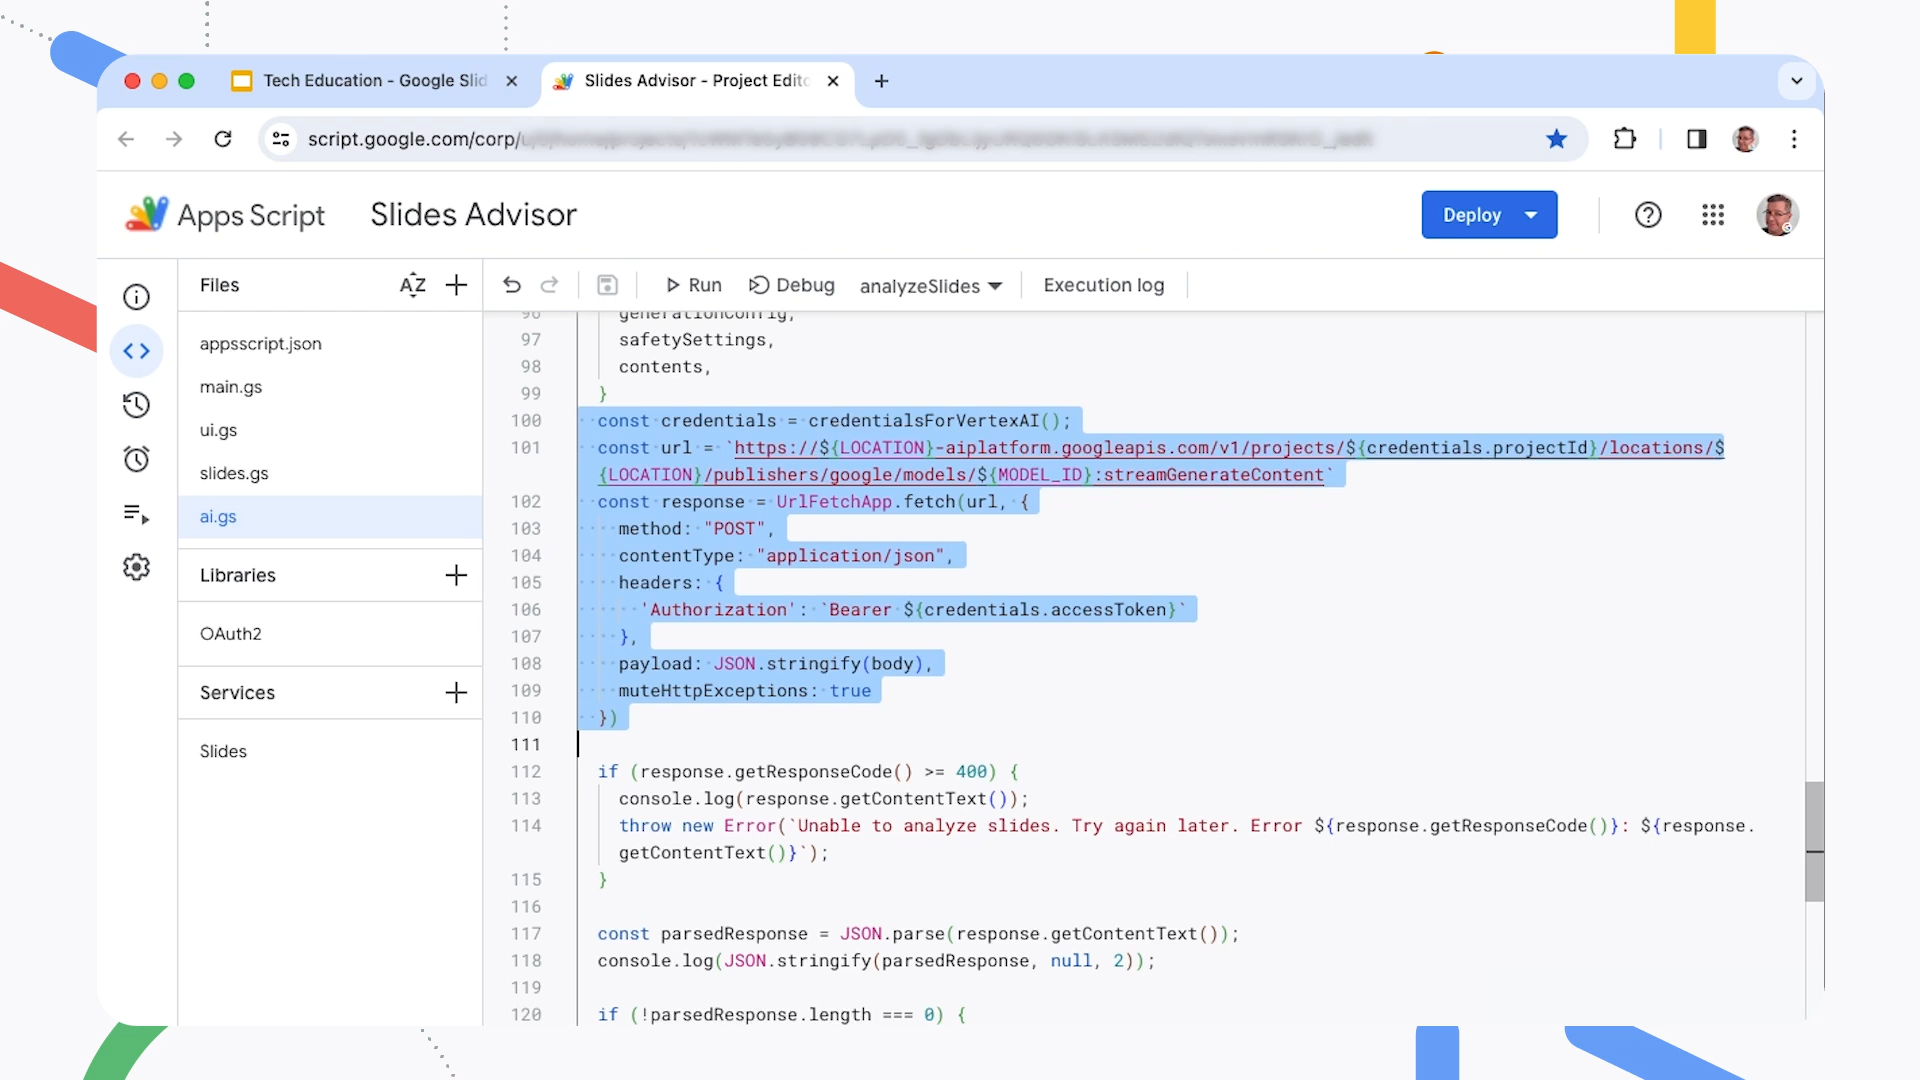 Tech Education - Google Slid
Slides Advisor - Project Edito
script.google.com/corp/
Apps Script
Slides Advisor
Deploy
Files
AZ
Run
Debug
analyzeSlides
Execution log
appsscript.json
main.gs
ui.gs
slides.gs
ai.gs
Libraries
OAuth2
Services
Slides
96 generationConfig,
97 safetySettings,
98 contents,
99 }
100 const credentials = credentialsForVertexAI();
101 const url = `https://${LOCATION}-aiplatform.googleapis.com/v1/projects/${credentials.projectId}/locations/$
{LOCATION}/publishers/google/models/${MODEL_ID}:streamGenerateContent`
102 const response = UrlFetchApp.fetch(url, {
103 method: "POST",
104 contentType: "application/json",
105 headers: {
106 'Authorization': `Bearer ${credentials.accessToken}`
107 },
108 payload: JSON.stringify(body),
109 muteHttpExceptions: true
110 })
111
112 if (response.getResponseCode() >= 400) {
113 console.log(response.getContentText());
114 throw new Error(`Unable to analyze slides. Try again later. Error ${response.getResponseCode()}: ${response.
getContentText()}`);
115 }
116
117 const parsedResponse = JSON.parse(response.getContentText());
118 console.log(JSON.stringify(parsedResponse, null, 2));
119
120 if (!parsedResponse.length === 0) {